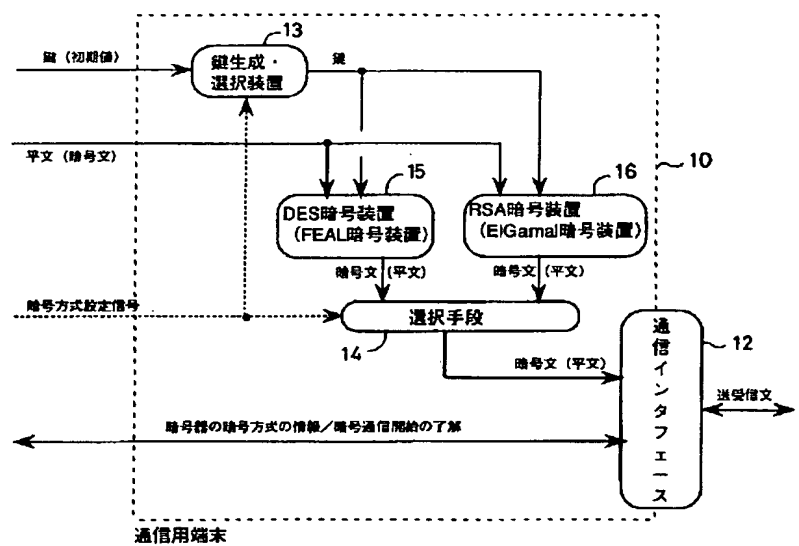 13
鍵（初期値）
鍵生成・
選択装置
鍵
平文（暗号文）
10
15
16
DES暗号装置
（FEAL暗号装置）
RSA暗号装置
（ElGamal暗号装置）
暗号文（平文）
暗号文（平文）
暗号方式設定信号
選択手段
14
12
通信インタフェース
暗号文（平文）
送受信文
暗号器の暗号方式の情報／暗号通信開始の了解
通信用端末